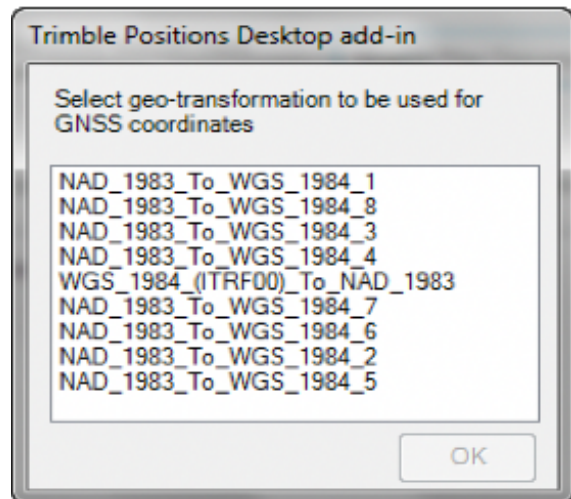 Trimble Positions Desktop add-in
Select geo-transformation to be used for
GNSS coordinates
NAD_1983_To_WGS_1984_1
NAD_1983_To_WGS_1984_8
NAD_1983_To_WGS_1984_3
NAD_1983_To_WGS_1984_4
WGS_1984_(ITRF00)_To_NAD_1983
NAD_1983_To_WGS_1984_7
NAD_1983_To_WGS_1984_6
NAD_1983_To_WGS_1984_2
NAD_1983_To_WGS_1984_5
OK